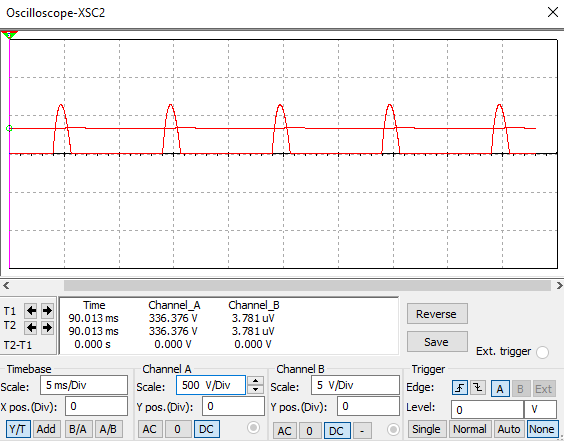 Oscilloscope-XSC2
T1
T2
T2-T1
Time Channel_A Channel_B
90.013 ms 336.376 V 3.781 uV
90.013 ms 336.376 V 3.781 uV
0.000 s 0.000 V 0.000 V
Reverse
Save
Ext. trigger
Timebase
Scale: 5 ms/Div
X pos.(Div): 0
Y/T Add B/A A/B
Channel A
Scale: 500 V/Div
Y pos.(Div): 0
AC 0 DC
Channel B
Scale: 5 V/Div
Y pos.(Div): 0
AC 0 DC -
Trigger
Edge: A B Ext
Level: 0 V
Single Normal Auto None